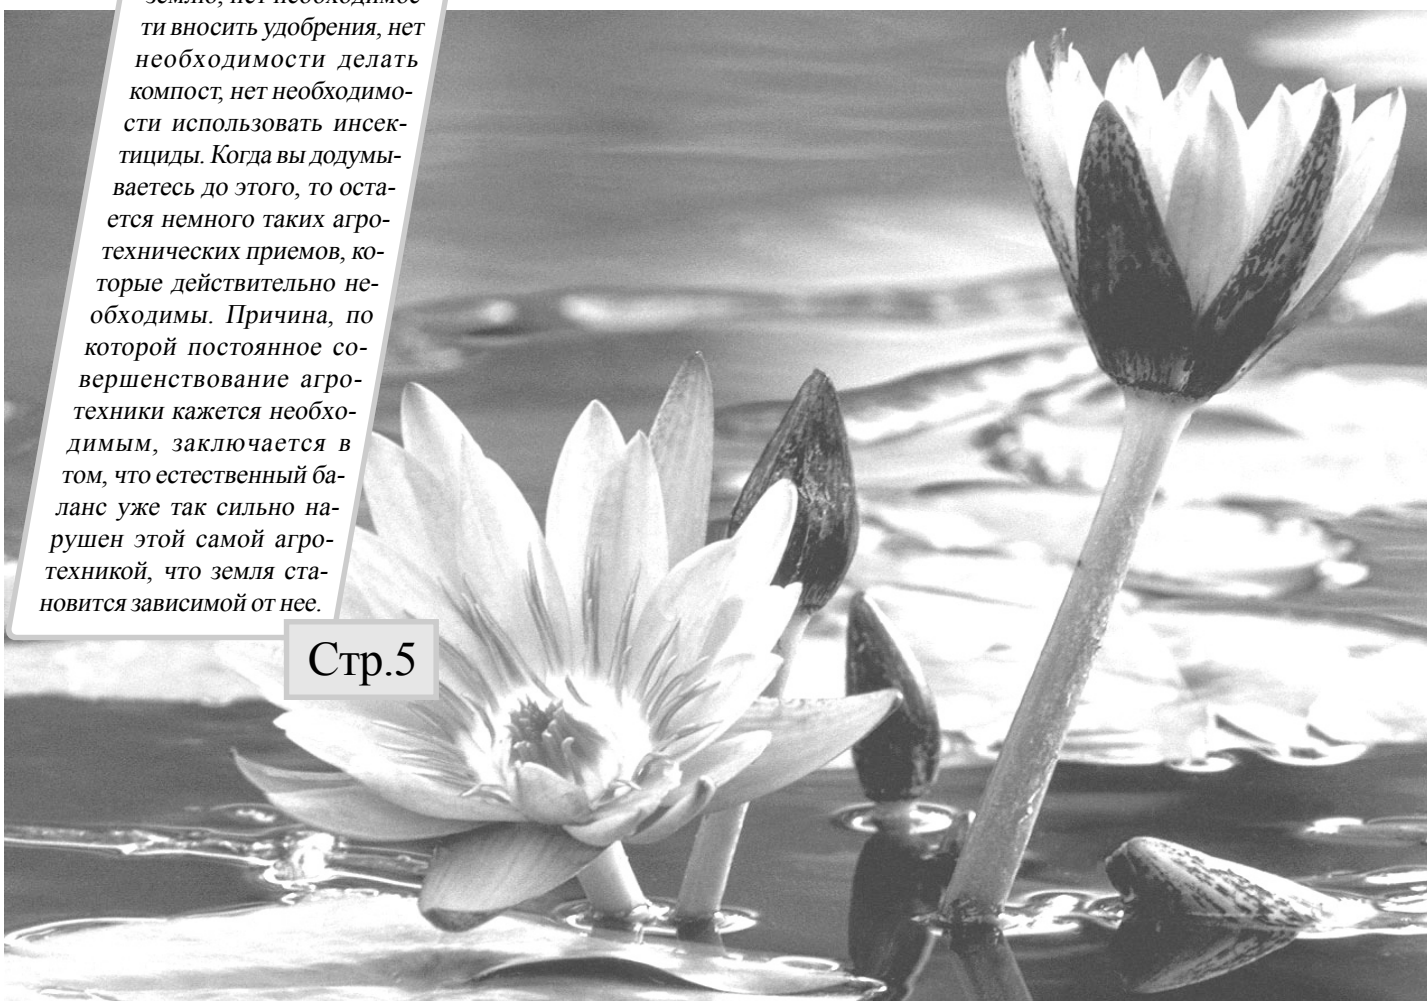 землю, нет необходимос-
ти вносить удобрения, нет
необходимости делать
компост, нет необходимо-
сти использовать инсек-
тициды. Когда вы додумы-
ваетесь до этого, то оста-
ется немного таких агро-
технических приемов, ко-
торые действительно не-
обходимы. Причина, по
которой постоянное со-
вершенствование агро-
техники кажется необхо-
димым, заключается в
том, что естественный ба-
ланс уже так сильно на-
рушен этой самой агро-
техникой, что земля ста-
новится зависимой от нее.
Стр.5